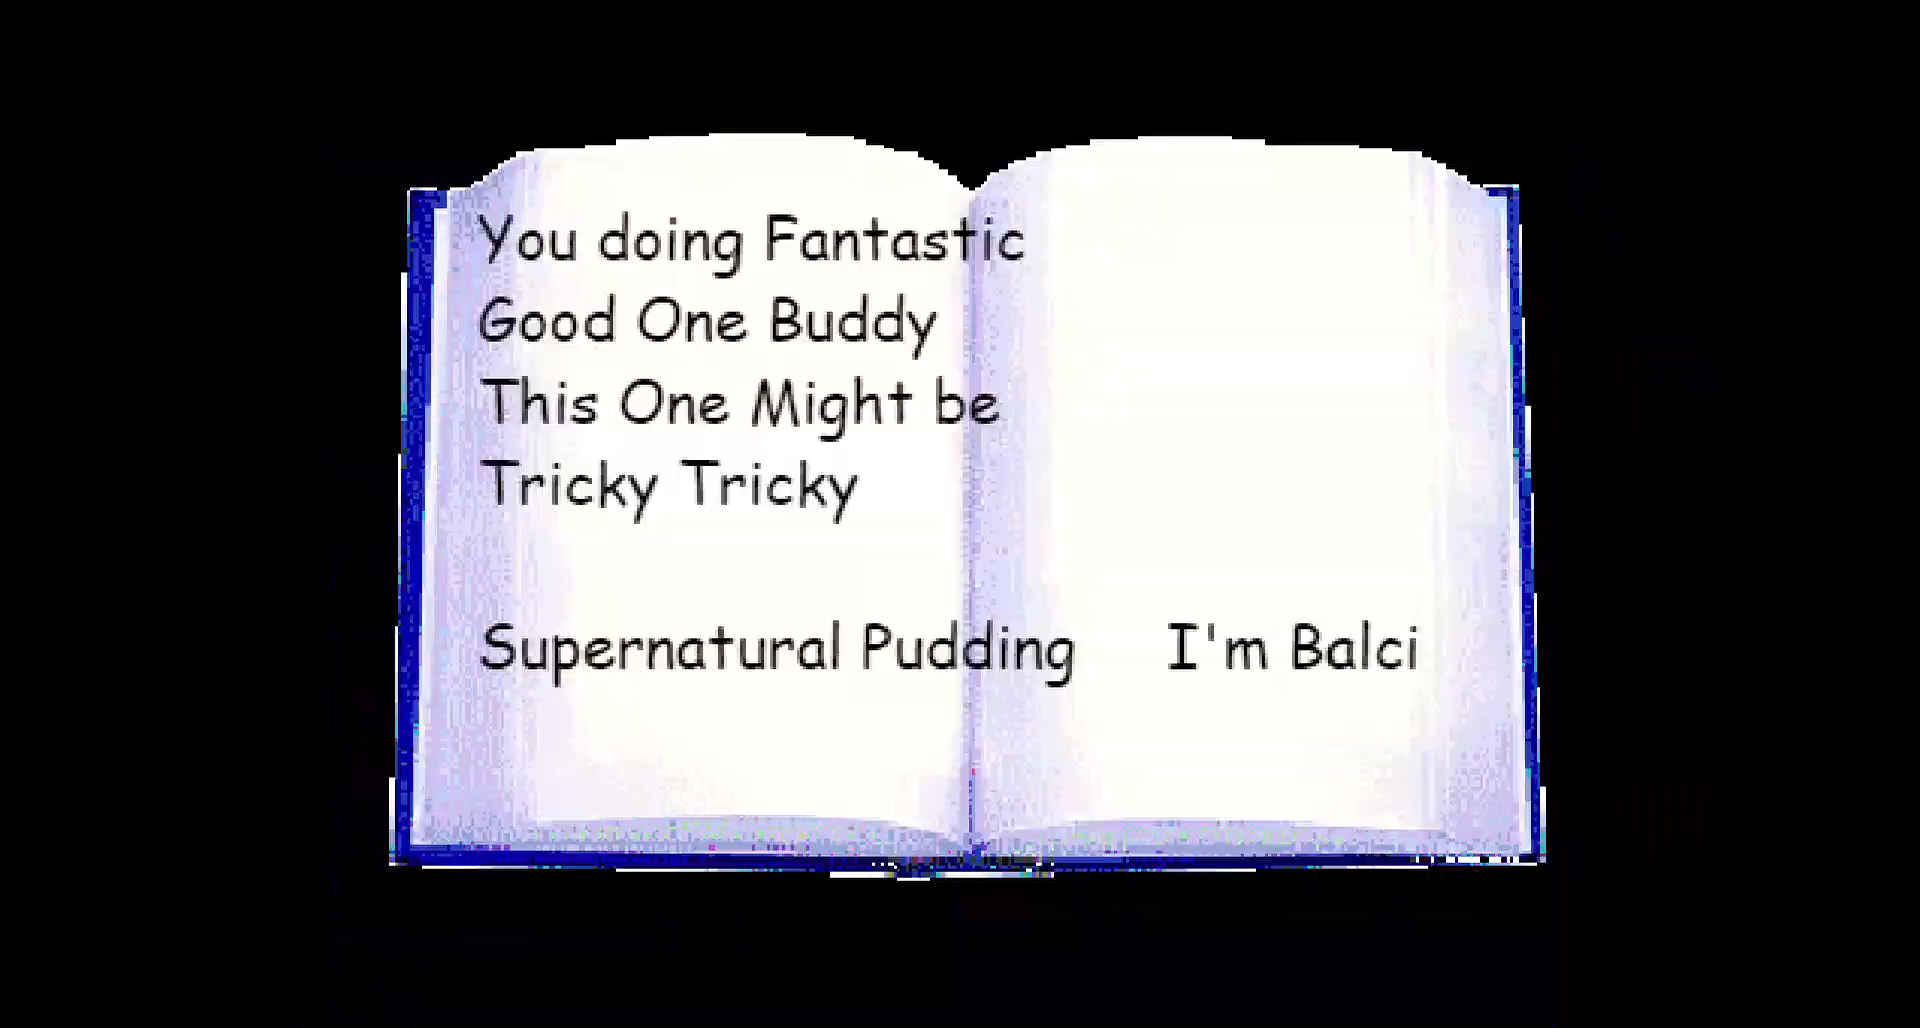 You doing Fantastic
Good One Buddy
This One Might be
Tricky Tricky
Supernatural Pudding I'm Balci